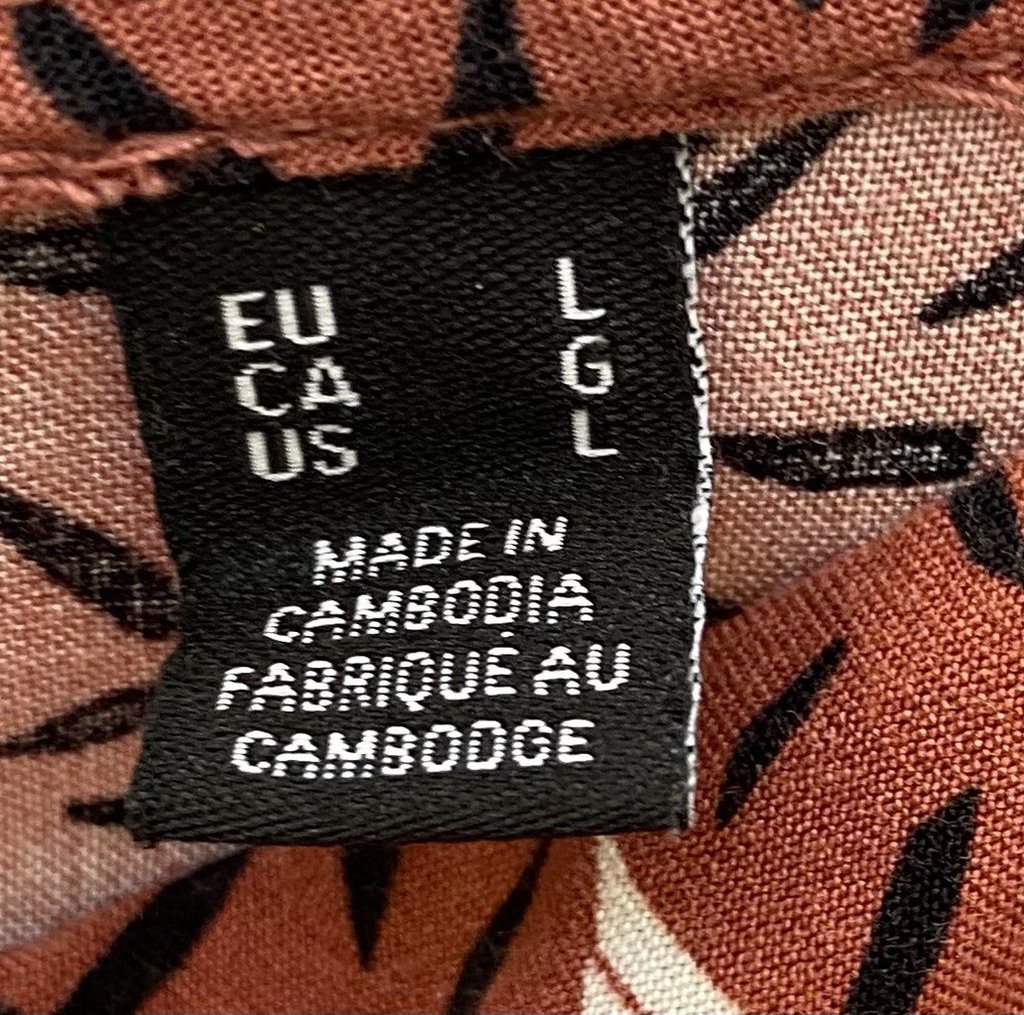 EU L
CA G
US L
MADE IN
CAMBODIA
FABRIQUÉ AU
CAMBODGE